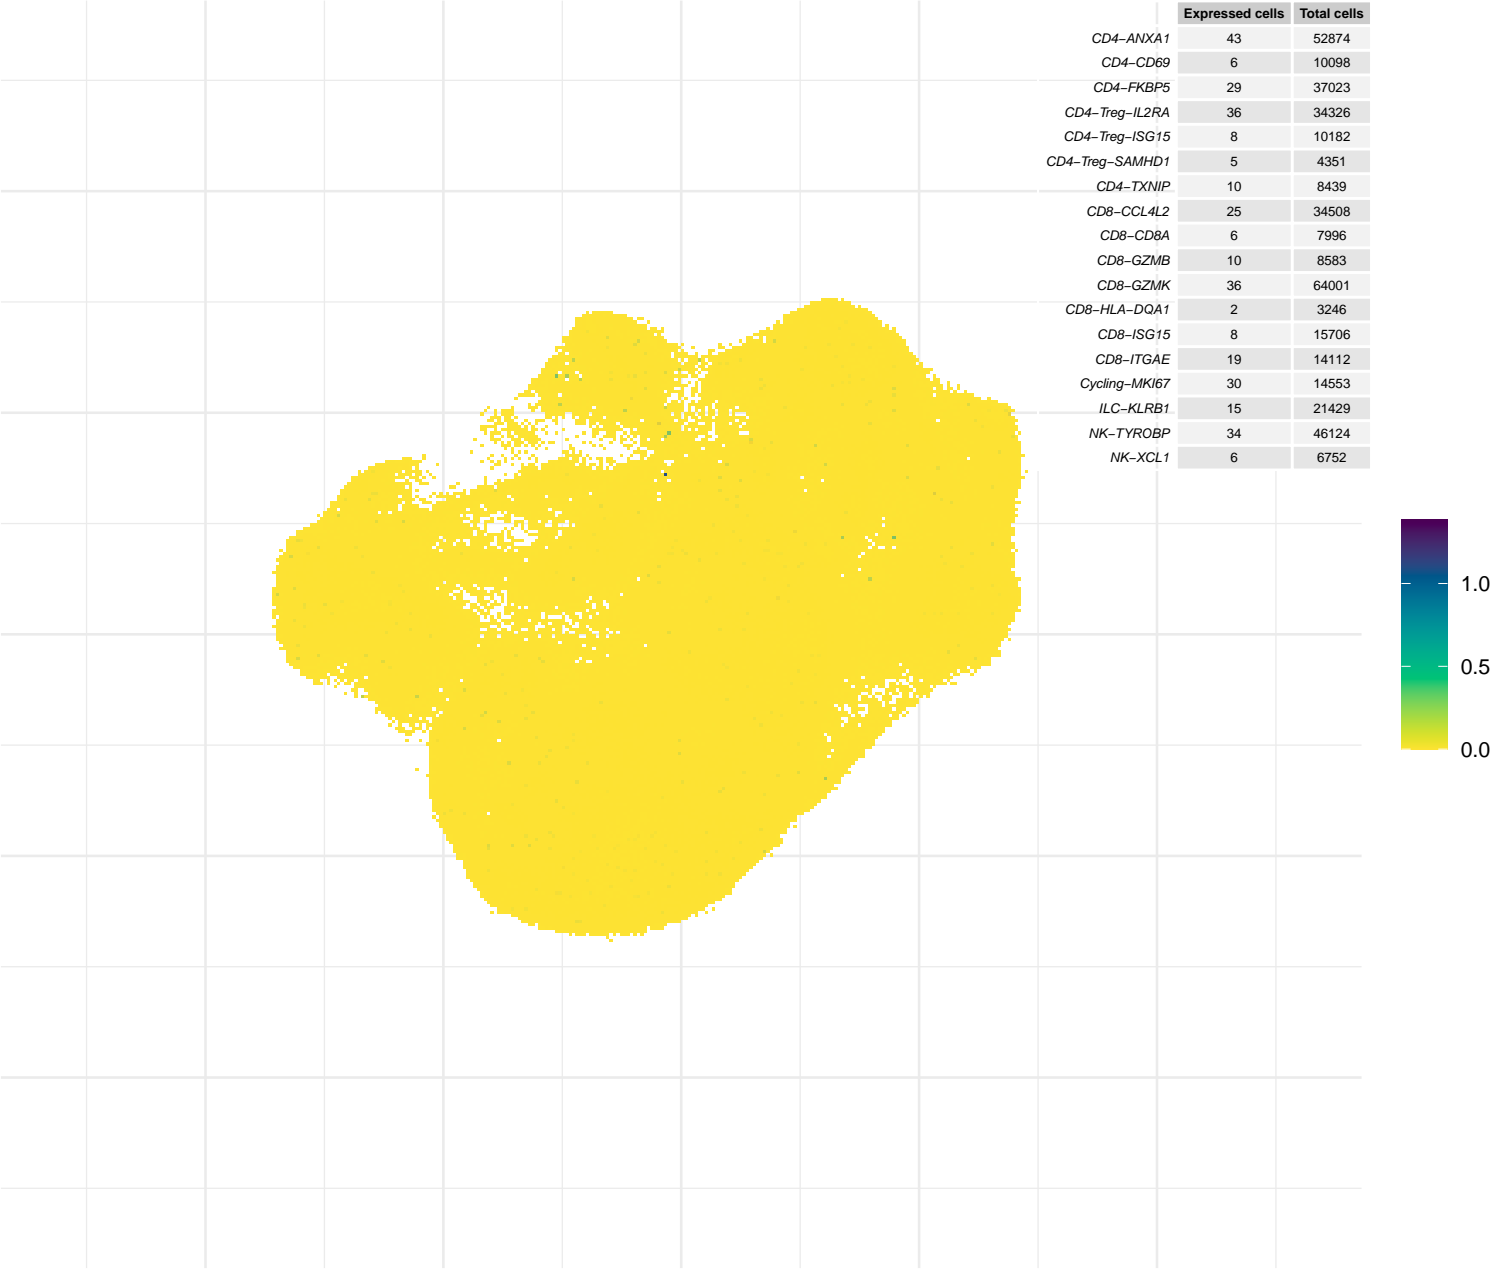 Expressed cells Total cells
CD4−ANXA1 43 52874
CD4−CD69 6 10098
CD4−FKBP5 29 37023
CD4−Treg−IL2RA 36 34326
CD4−Treg−ISG15 8 10182
CD4−Treg−SAMHD1 5 4351
CD4−TXNIP 10 8439
CD8−CCL4L2 25 34508
CD8−CD8A 6 7996
CD8−GZMB 10 8583
CD8−GZMK 36 64001
CD8−HLA−DQA1 2 3246
CD8−ISG15 8 15706
CD8−ITGAE 19 14112
Cycling−MKI67 30 14553
ILC−KLRB1 15 21429
NK−TYROBP 34 46124
NK−XCL1 6 6752
1.0
0.5
0.0